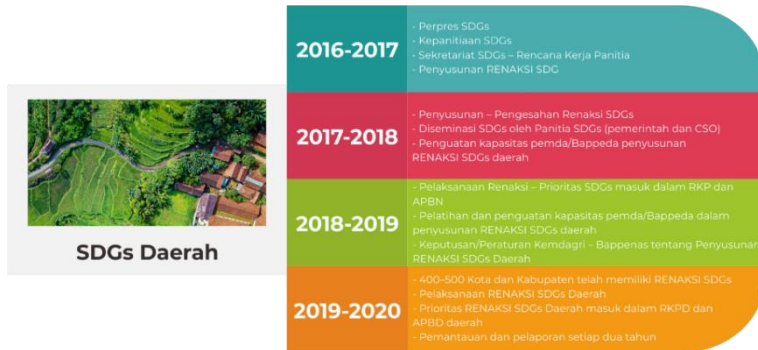 SDGs Daerah
2016-2017
- Perpres SDGs
- Kepanitiaan SDGs
- Sekretariat SDGs – Rencana Kerja Panitia
- Penyusunan RENAKSI SDG
2017-2018
- Penyusunan – Pengesahan Renaksi SDGs
- Diseminasi SDGs oleh Panitia SDGs (pemerintah dan CSO)
- Penguatan kapasitas pemda/Bappeda penyusunan
RENAKSI SDGs daerah
2018-2019
- Pelaksanaan Renaksi – Prioritas SDGs masuk dalam RKP dan
APBN
- Pelatihan dan penguatan kapasitas pemda/Bappeda dalam
penyusunan RENAKSI SDGs daerah
- Keputusan/Peraturan Kemdagri – Bappenas tentang Penyusunan
RENAKSI SDGs Daerah
2019-2020
- 400–500 Kota dan Kabupaten telah memiliki RENAKSI SDGs
- Pelaksanaan RENAKSI SDGs Daerah
- Prioritas RENAKSI SDGs Daerah masuk dalam RKPD dan
APBD daerah
- Pemantauan dan pelaporan setiap dua tahun